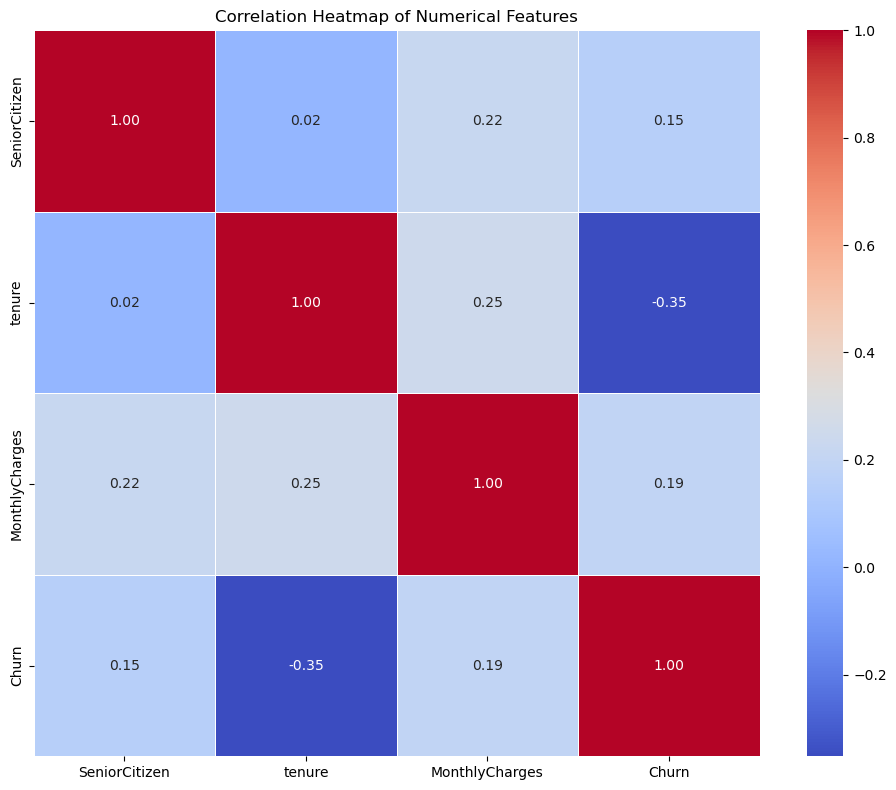 Correlation Heatmap of Numerical Features
SeniorCitizen
1.00
0.02
0.22
0.15
tenure
0.02
1.00
0.25
-0.35
MonthlyCharges
0.22
0.25
1.00
0.19
Churn
0.15
-0.35
0.19
1.00
SeniorCitizen
tenure
MonthlyCharges
Churn
1.0
0.8
0.6
0.4
0.2
0.0
−0.2